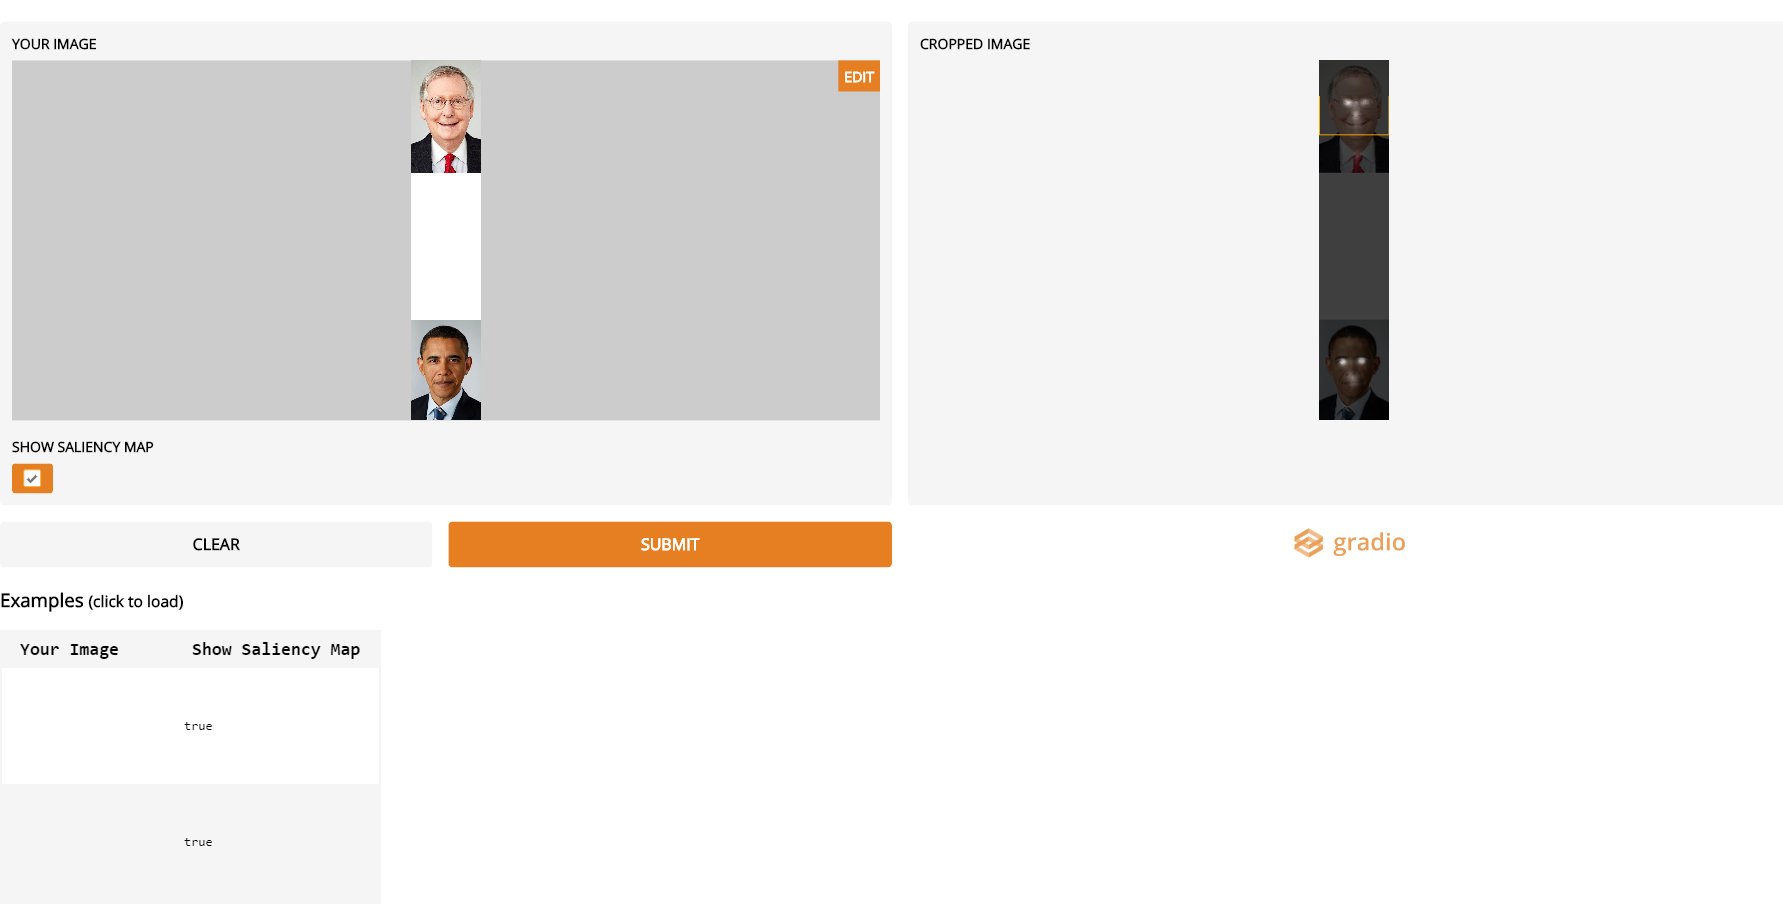 YOUR IMAGE
EDIT
SHOW SALIENCY MAP
CLEAR
SUBMIT
CROPPED IMAGE
gradio
Examples (click to load)
Your Image Show Saliency Map
true
true